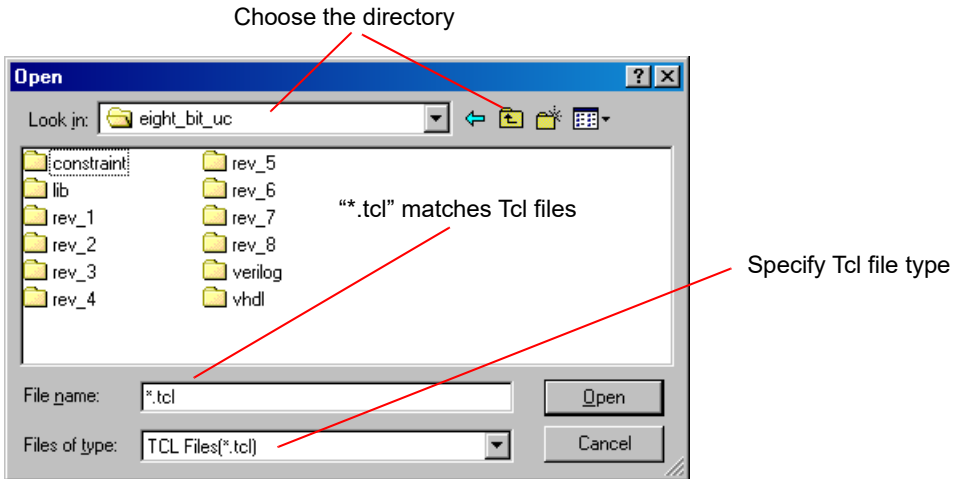 Choose the directory
Open
Look in: eight_bit_uc
constraint rev_5
lib rev_6
rev_1 rev_7
rev_2 rev_8
rev_3 verilog
rev_4 vhdl
“*.tcl” matches Tcl files
Specify Tcl file type
File name: *.tcl Open
Files of type: TCL Files(*.tcl) Cancel